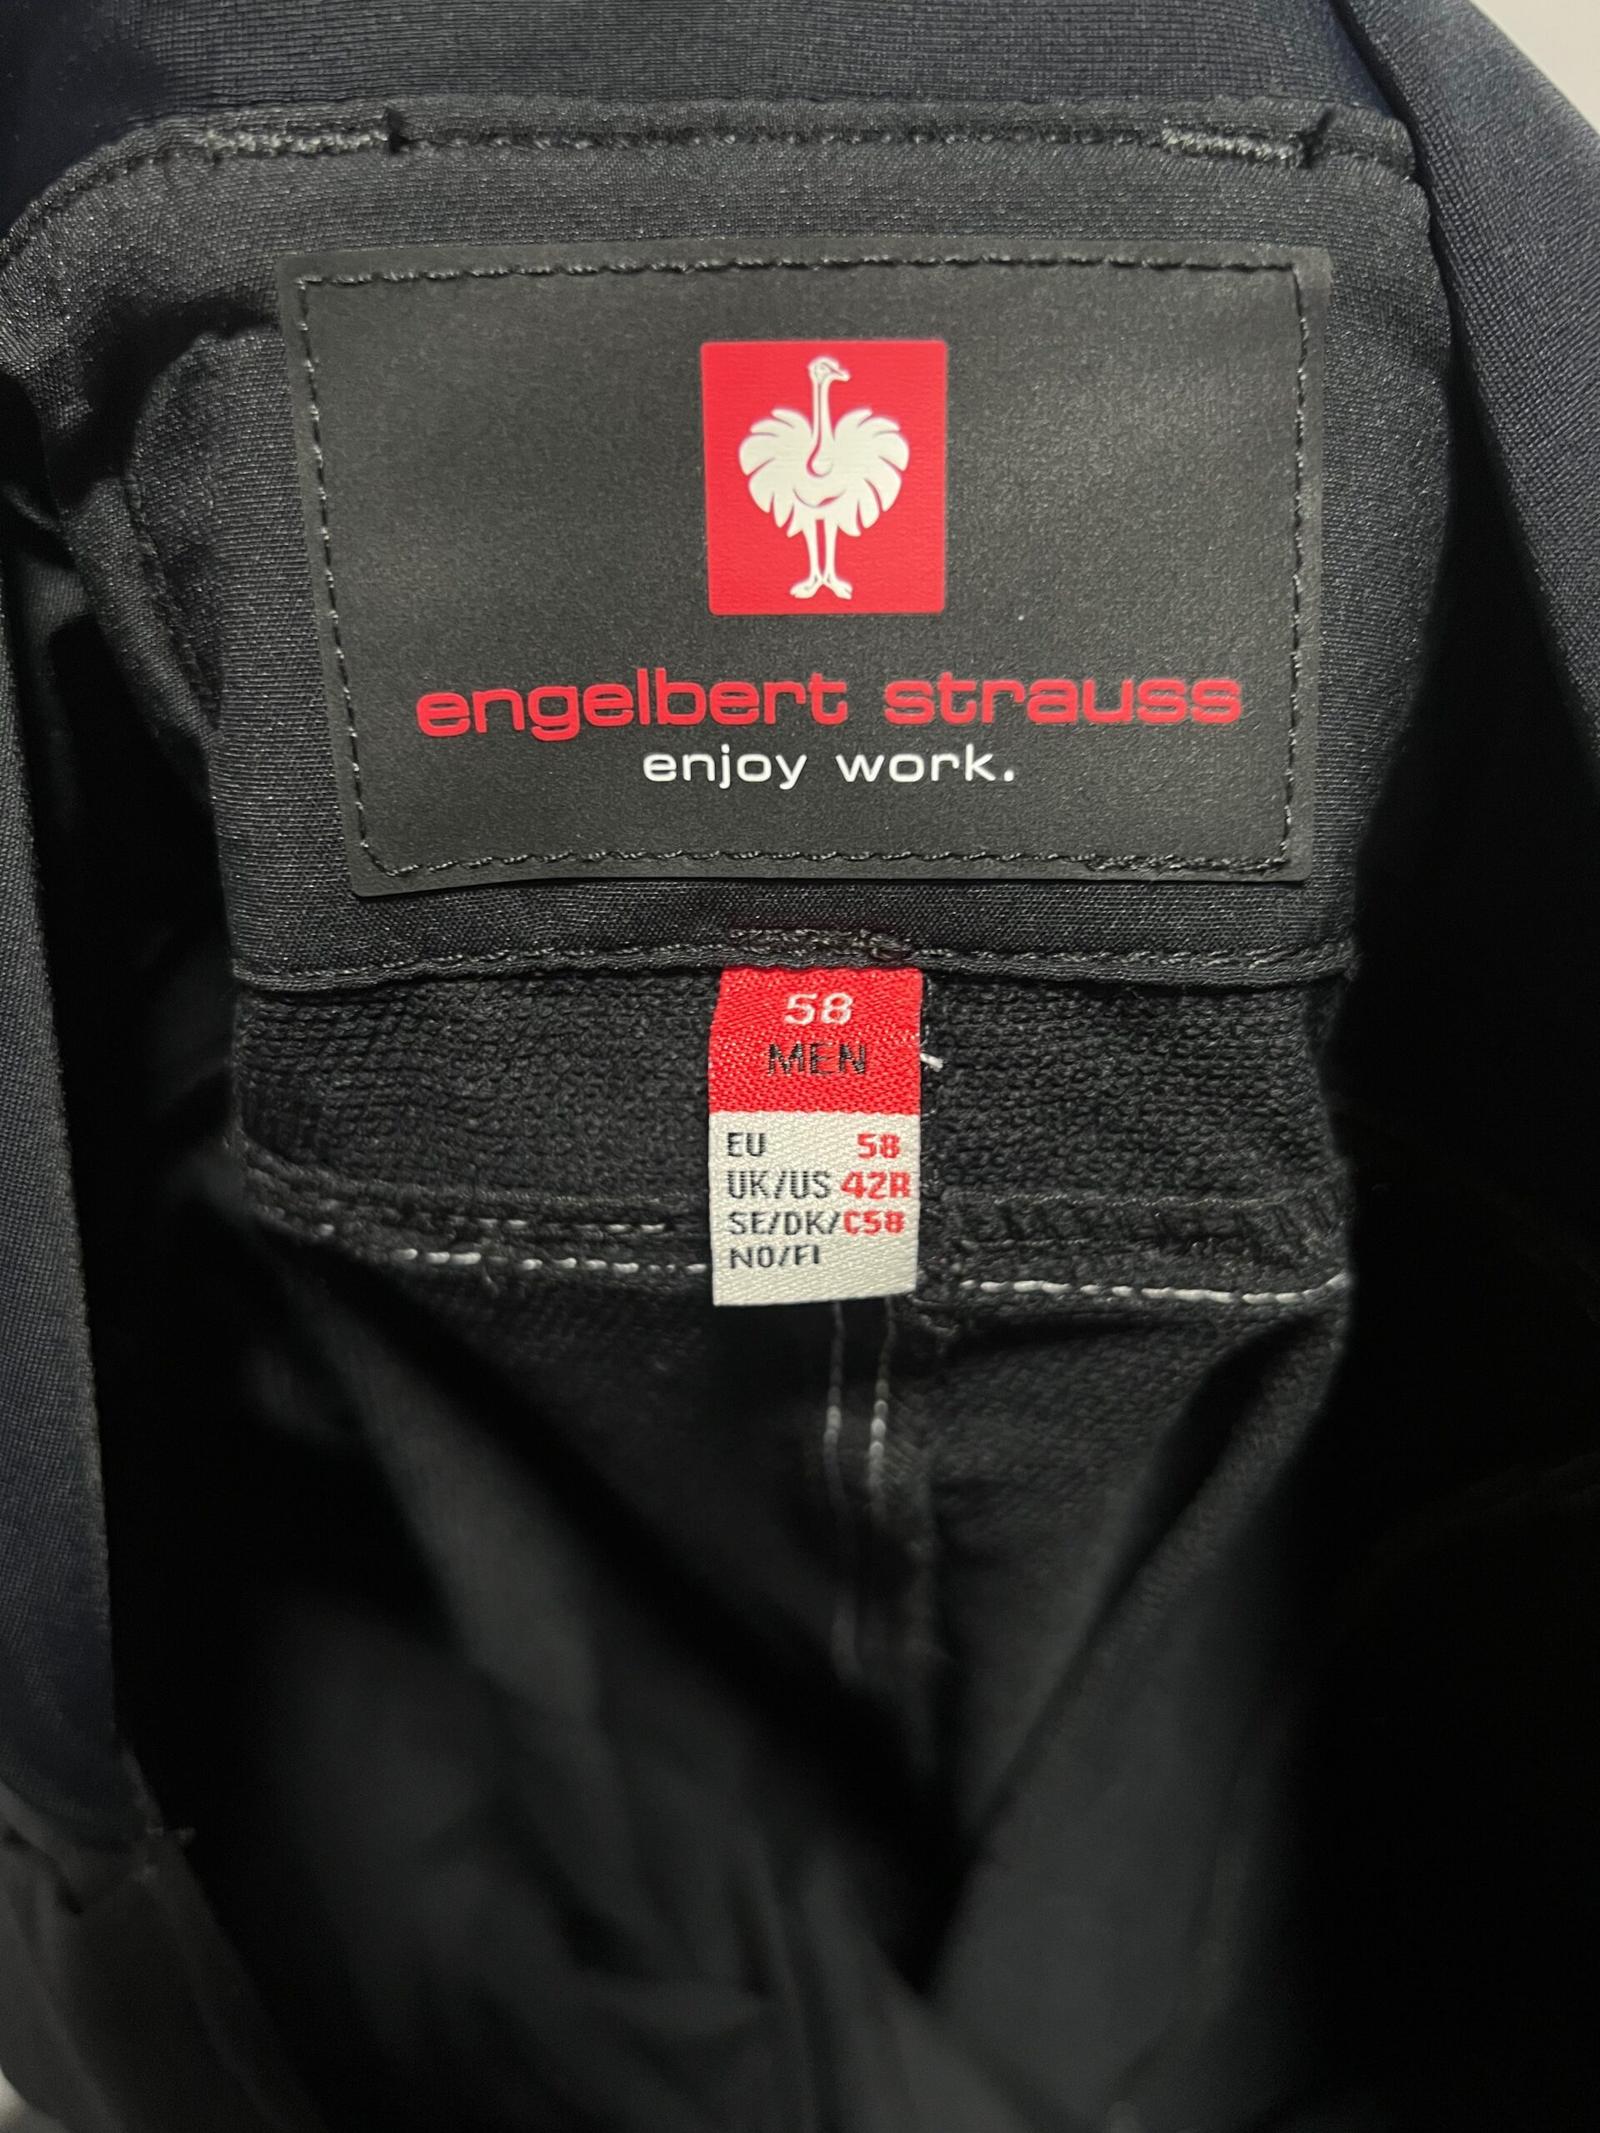 engelbert strauss
enjoy work.
58
MEN
EU 58
UK/US 42R
SE/DK/C58
NO/FI